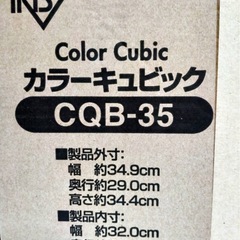 Color Cubic
カラーキュビック
CQB-35
■製品外寸:
幅 約34.9cm
奥行約29.0cm
高さ約34.4cm
■製品内寸:
幅 約32.0cm